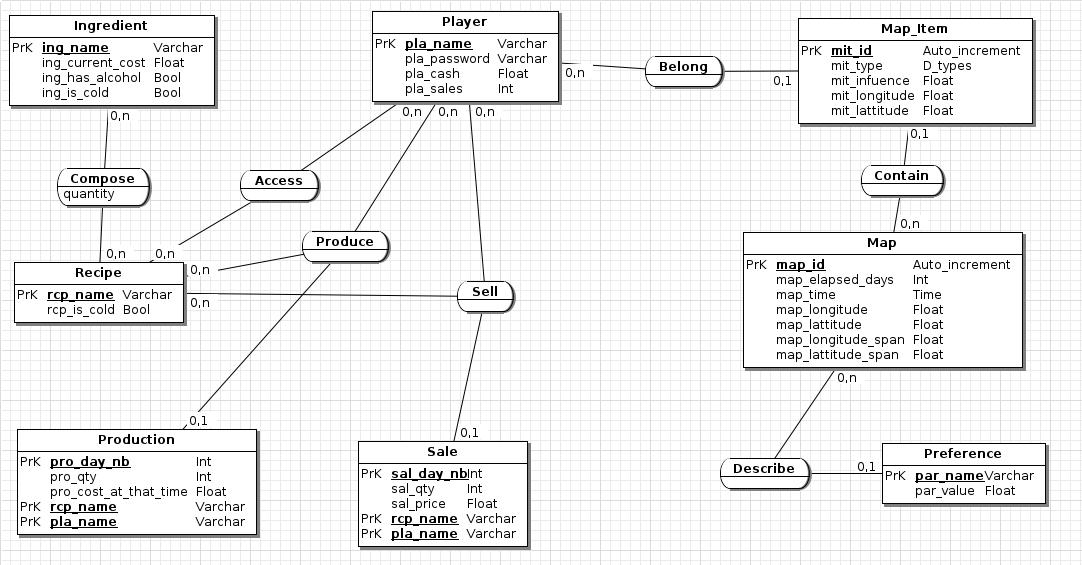 Ingredient
PrK ing_name Varchar
ing_current_cost Float
ing_has_alcohol Bool
ing_is_cold Bool
0,n
Player
PrK pla_name Varchar
pla_password Varchar
pla_cash Float
pla_sales Int
0,n
0,n 0,n 0,n
Belong
0,1
Map_Item
PrK mit_id Auto_increment
mit_type D_types
mit_infuence Float
mit_longitude Float
mit_lattitude Float
0,1
Compose
quantity
0,n
Access
0,n
Produce
0,n
Contain
0,n
Recipe
PrK rcp_name Varchar
rcp_is_cold Bool
0,n
Sell
Map
PrK map_id Auto_increment
map_elapsed_days Int
map_time Time
map_longitude Float
map_lattitude Float
map_longitude_span Float
map_lattitude_span Float
0,n
0,1
Production
PrK pro_day_nb Int
pro_qty Int
pro_cost_at_that_time Float
PrK rcp_name Varchar
PrK pla_name Varchar
0,1
Sale
PrK sal_day_nb Int
sal_qty Int
sal_price Float
PrK rcp_name Varchar
PrK pla_name Varchar
Describe
0,1
Preference
PrK par_name Varchar
par_value Float